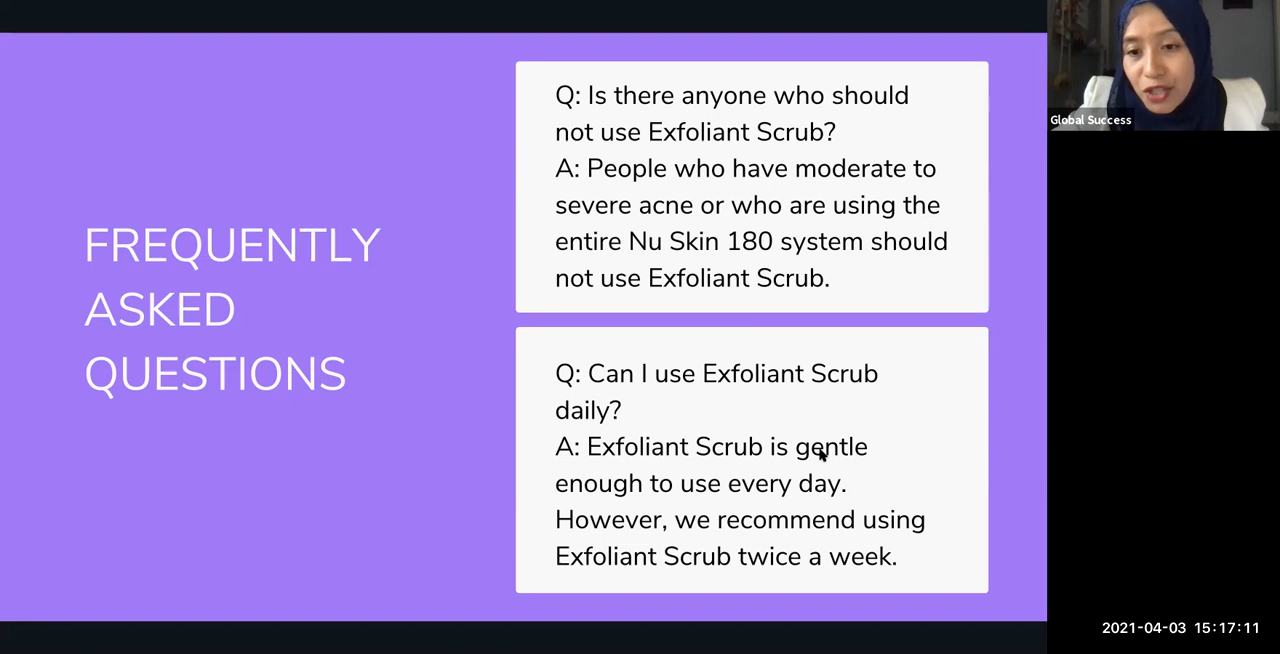 FREQUENTLY
ASKED
QUESTIONS
Q: Is there anyone who should
not use Exfoliant Scrub?
A: People who have moderate to
severe acne or who are using the
entire Nu Skin 180 system should
not use Exfoliant Scrub.
Q: Can I use Exfoliant Scrub
daily?
A: Exfoliant Scrub is gentle
enough to use every day.
However, we recommend using
Exfoliant Scrub twice a week.
Global Success
2021-04-03 15:17:11